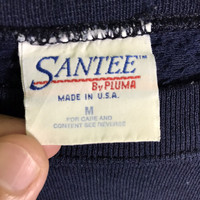 SANTEE™
By PLUMA
MADE IN U.S.A.
M
FOR CARE AND
CONTENT SEE REVERSE